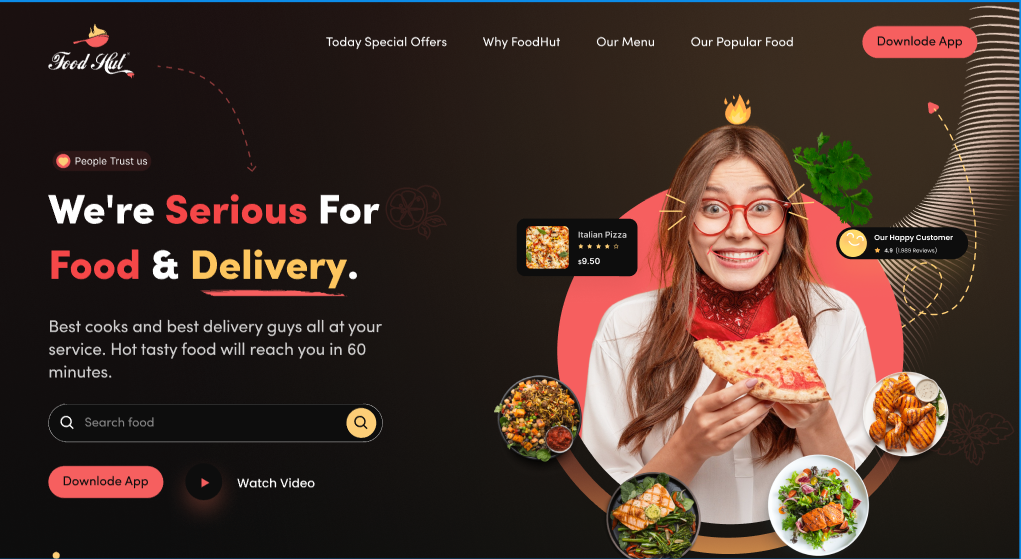 Food Hut
Today Special Offers
Why FoodHut
Our Menu
Our Popular Food
Downlode App
People Trust us
We're Serious For
Food & Delivery.
Best cooks and best delivery guys all at your
service. Hot tasty food will reach you in 60
minutes.
Search food
Downlode App
Watch Video
Italian Pizza
$9.50
Our Happy Customer
4.9 (1989 Reviews)